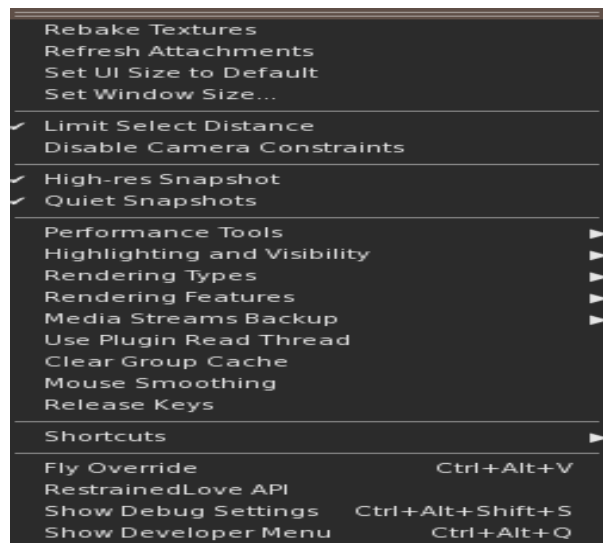 Rebake Textures
Refresh Attachments
Set UI Size to Default
Set Window Size...
Limit Select Distance
Disable Camera Constraints
High-res Snapshot
Quiet Snapshots
Performance Tools
Highlighting and Visibility
Rendering Types
Rendering Features
Media Streams Backup
Use Plugin Read Thread
Clear Group Cache
Mouse Smoothing
Release Keys
Shortcuts
Fly Override Ctrl+Alt+V
RestrainedLove API
Show Debug Settings Ctrl+Alt+Shift+S
Show Developer Menu Ctrl+Alt+Q